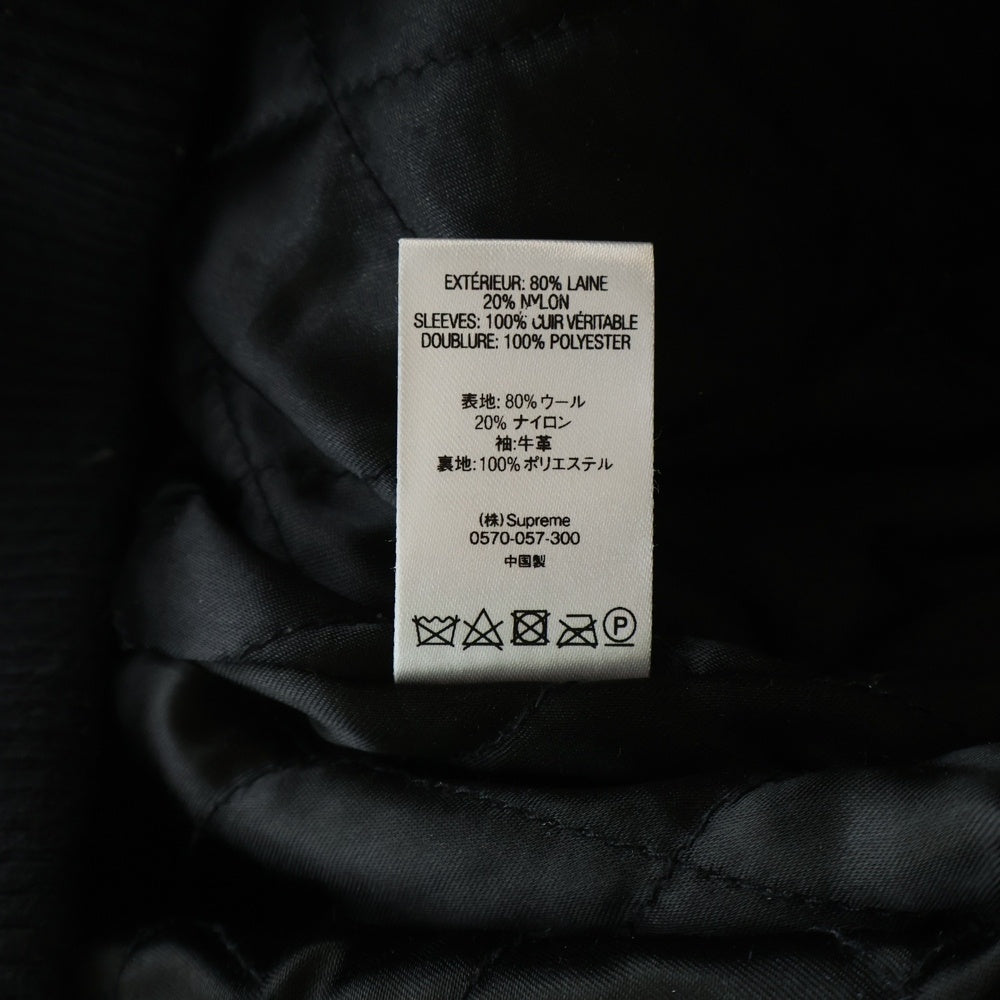 EXTÉRIEUR: 80% LAINE
20% NYLON
SLEEVES: 100% CUIR VÉRITABLE
DOUBLURE: 100% POLYESTER
表地: 80% ウール
20% ナイロン
袖:牛革
裏地:100% ポリエステル
(株) Supreme
0570-057-300
中国製
P